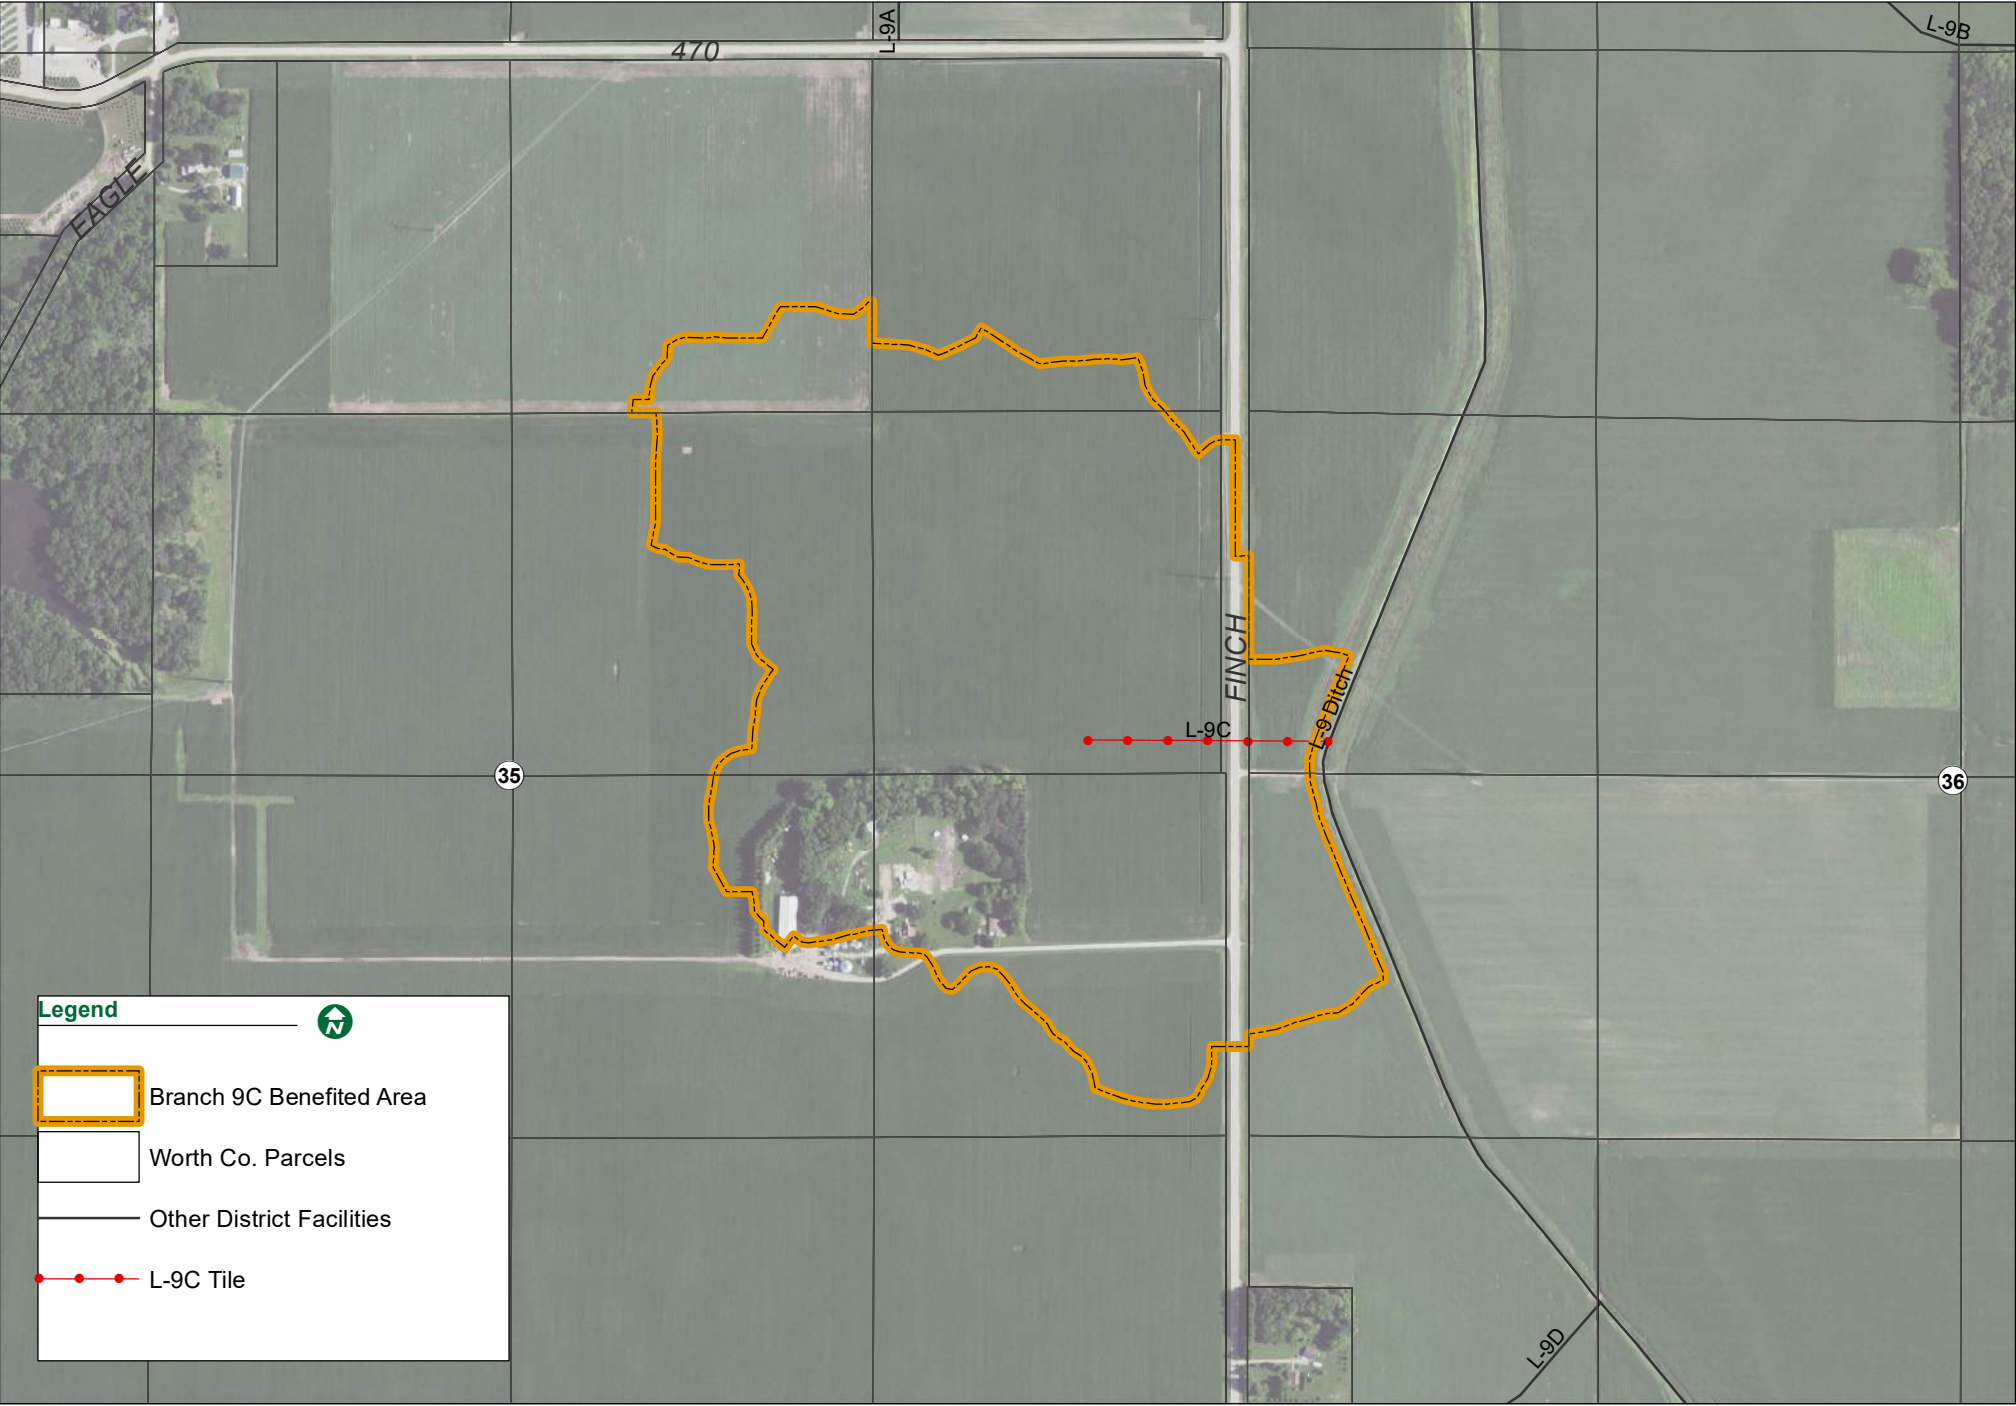 L-9A
L-9B
470
EAGLE
FINCH
L-9 Ditch
L-9C
35
36
Legend
N
Branch 9C Benefited Area
Worth Co. Parcels
Other District Facilities
L-9C Tile
L-9D